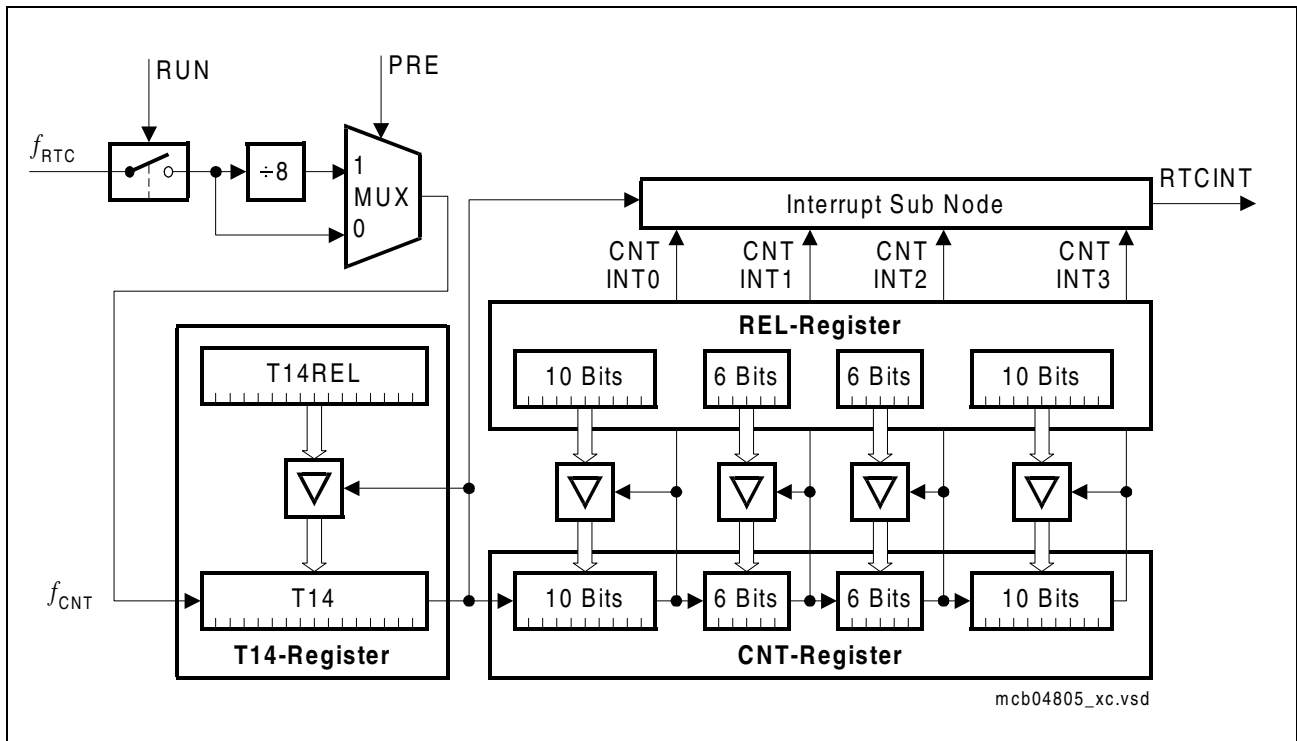 RUN
PRE
fRTC
÷8
1
MUX
0
RTCINT
Interrupt Sub Node
CNT
INT0
CNT
INT1
CNT
INT2
CNT
INT3
REL-Register
T14REL
10 Bits
6 Bits
6 Bits
10 Bits
fCNT
T14
10 Bits
6 Bits
6 Bits
10 Bits
T14-Register
CNT-Register
mcb04805_xc.vsd